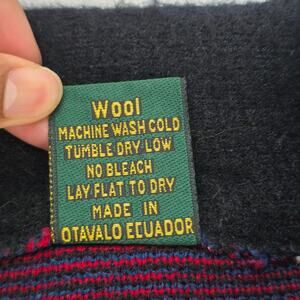 Wool
MACHINE WASH COLD
TUMBLE DRY LOW
NO BLEACH
LAY FLAT TO DRY
MADE IN
OTAVALO ECUADOR